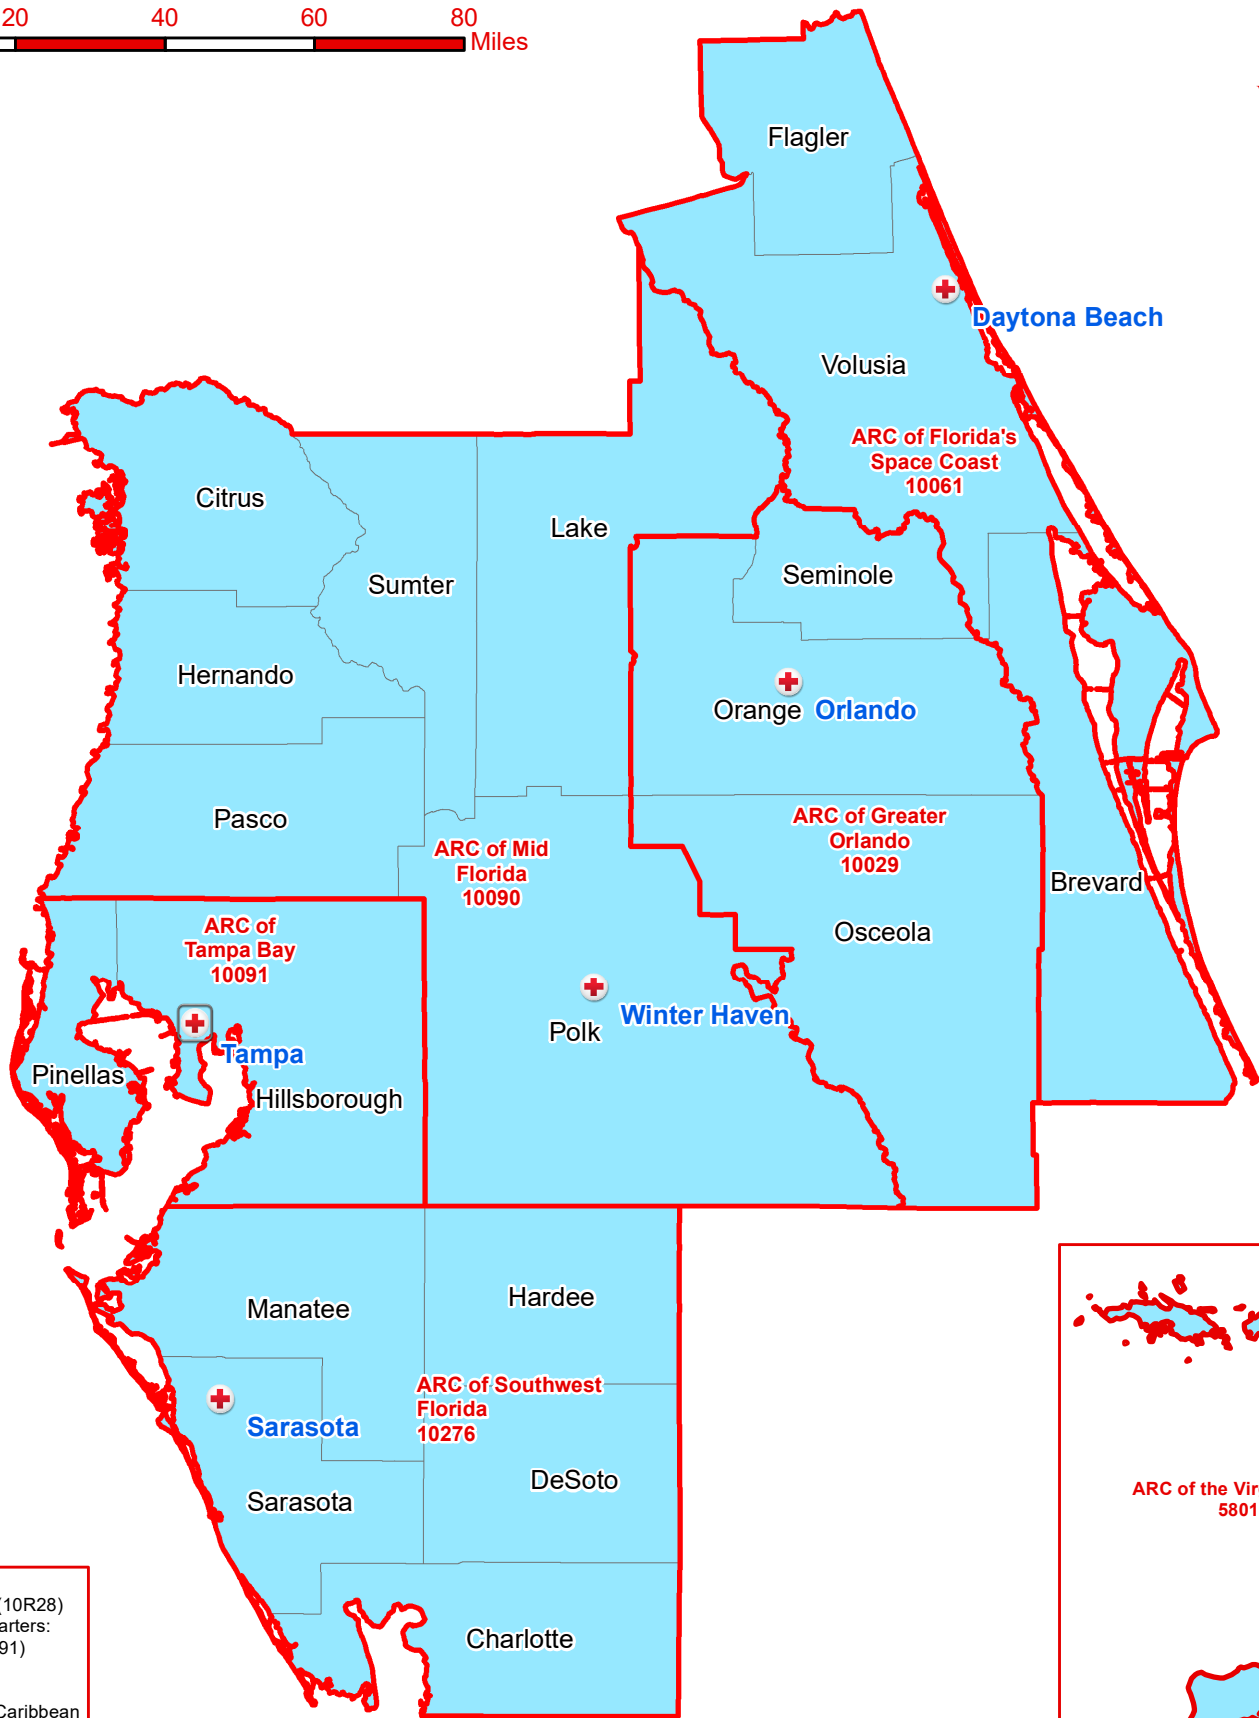 20 40 60 80
Miles
Flagler
Daytona Beach
Volusia
ARC of Florida's
Space Coast
10061
Citrus
Lake
Sumter
Seminole
Hernando
Orange Orlando
Pasco
ARC of Greater
Orlando
10029
ARC of Mid
Florida
10090
Brevard
ARC of
Tampa Bay
10091
Osceola
Winter Haven
Polk
Tampa
Pinellas
Hillsborough
Manatee
Hardee
ARC of Southwest
Florida
10276
Sarasota
DeSoto
Sarasota
ARC of the Vir
5801
Charlotte
(10R28)
arters:
91)
Caribbean